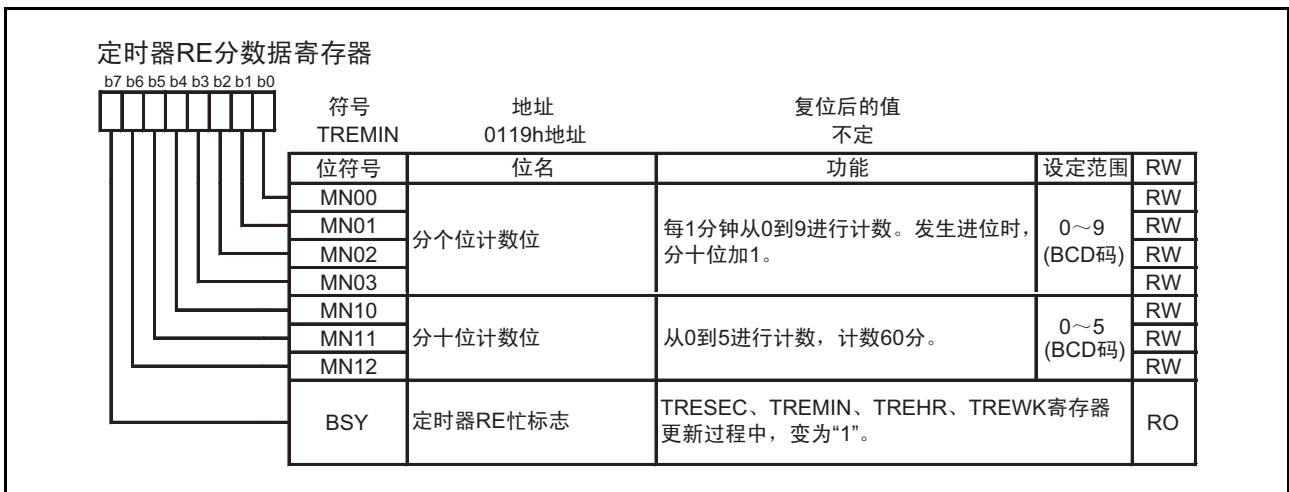 定时器RE分数据寄存器
b7 b6 b5 b4 b3 b2 b1 b0
符号 地址 复位后的值
TREMIN 0119h地址 不定
位符号 位名 功能 设定范围 RW
MN00 RW
MN01 RW
MN02 RW
MN03 RW
分个位计数位
每1分钟从0到9进行计数。发生进位时，
分十位加1。
0～9
(BCD码)
MN10 RW
MN11 RW
MN12 RW
分十位计数位
从0到5进行计数，计数60分。
0～5
(BCD码)
BSY 定时器RE忙标志
TRESEC、TREMIN、TREHR、TREWK寄存器
更新过程中，变为“1”。
RO